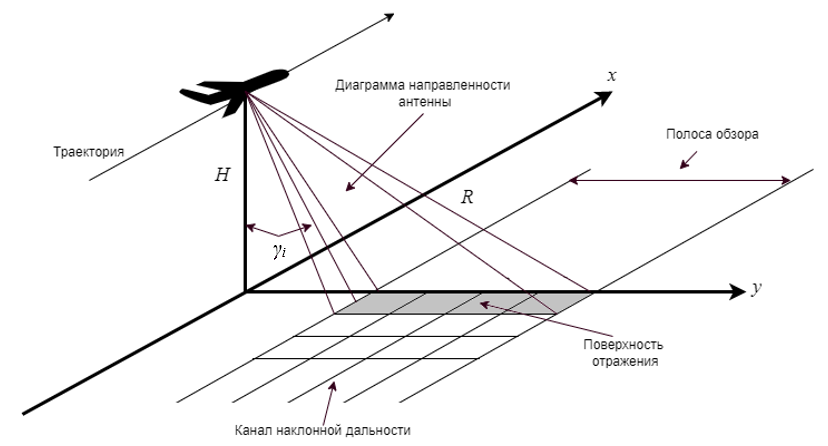 x
Диаграмма направленности
антенны
Полоса обзора
Траектория
H
R
γi
y
Поверхность
отражения
Канал наклонной дальности